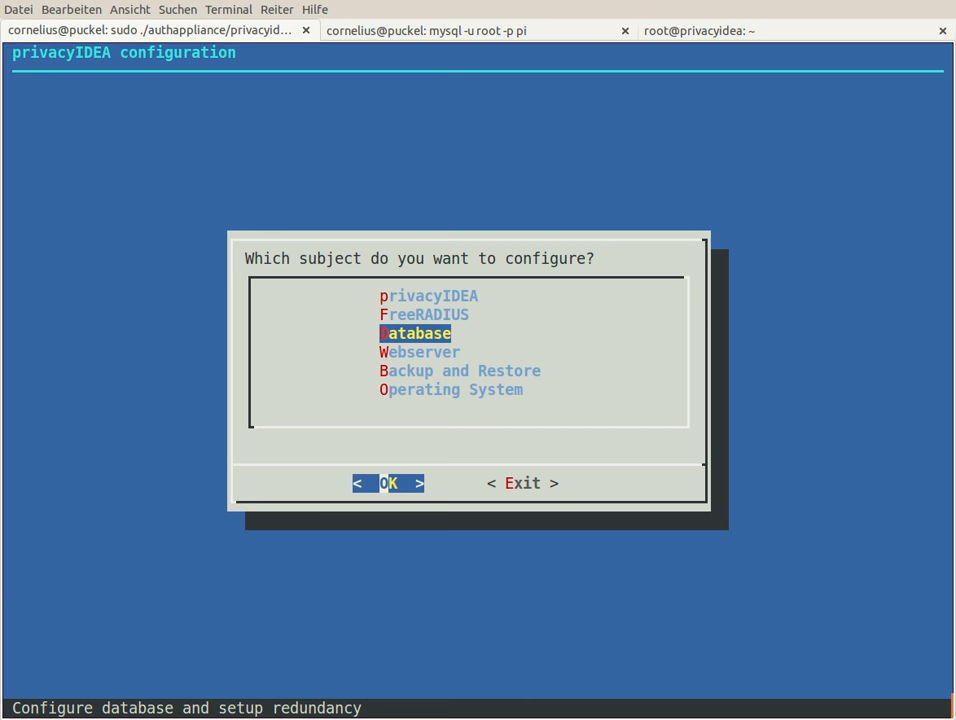 Datei Bearbeiten Ansicht Suchen Terminal Reiter Hilfe
cornelius@puckel: sudo ./authappliance/privacyid... × cornelius@puckel: mysql -u root -p pi × root@privacyidea: ~ ×
privacyIDEA configuration
Which subject do you want to configure?
privacyIDEA
FreeRADIUS
Database
Webserver
Backup and Restore
Operating System
< OK > < Exit >
Configure database and setup redundancy